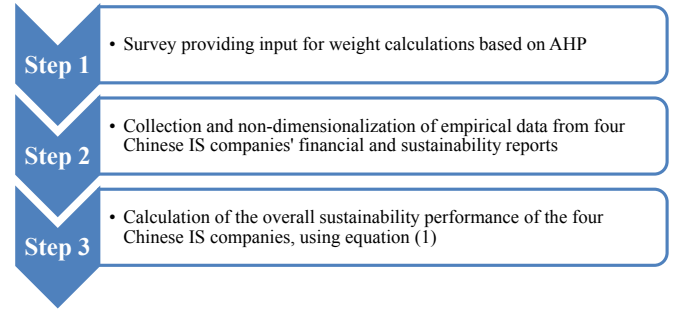 Step 1
• Survey providing input for weight calculations based on AHP
Step 2
• Collection and non-dimensionalization of empirical data from four
Chinese IS companies' financial and sustainability reports
Step 3
• Calculation of the overall sustainability performance of the four
Chinese IS companies, using equation (1)